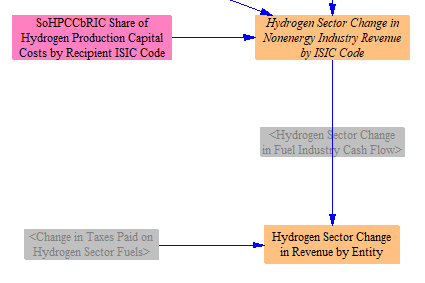 SoHPCCbRIC Share of
Hydrogen Production Capital
Costs by Recipient ISIC Code
Hydrogen Sector Change in
Nonenergy Industry Revenue
by ISIC Code
<Hydrogen Sector Change
in Fuel Industry Cash Flow>
<Change in Taxes Paid on
Hydrogen Sector Fuels>
Hydrogen Sector Change
in Revenue by Entity